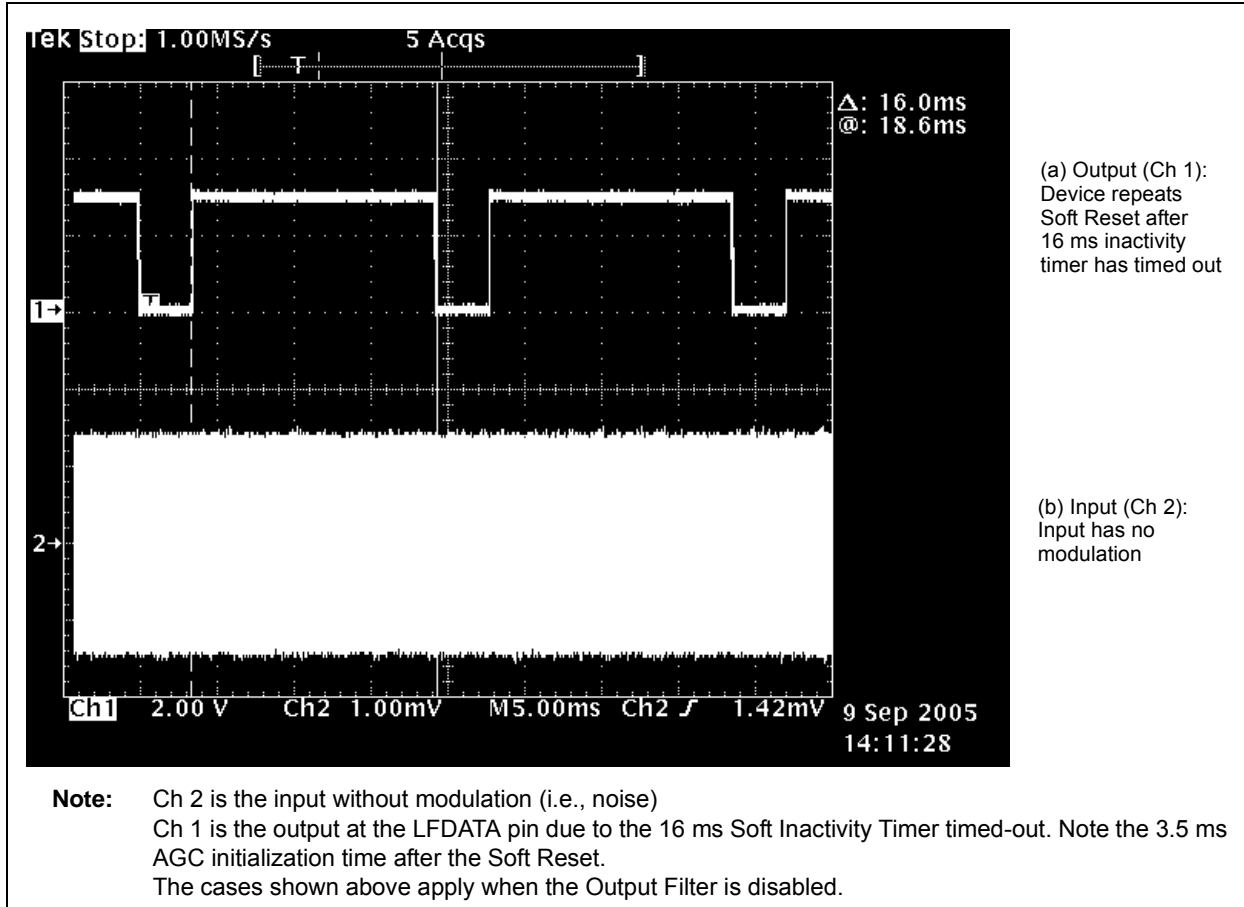 Tek Stop: 1.00MS/s 5 Acqs
[ T ]
Δ: 16.0ms
@: 18.6ms
(a) Output (Ch 1):
Device repeats
Soft Reset after
16 ms inactivity
timer has timed out
T
1→
(b) Input (Ch 2):
Input has no
modulation
2→
Ch1 2.00 V Ch2 1.00mV M5.00ms Ch2 ƒ 1.42mV
9 Sep 2005
14:11:28
Note: Ch 2 is the input without modulation (i.e., noise)
Ch 1 is the output at the LFDATA pin due to the 16 ms Soft Inactivity Timer timed-out. Note the 3.5 ms
AGC initialization time after the Soft Reset.
The cases shown above apply when the Output Filter is disabled.